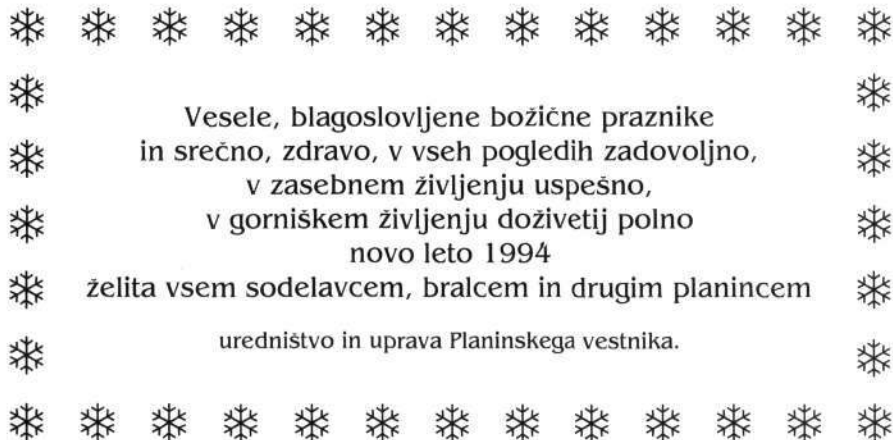 Vesele, blagoslovljene božične praznike
in srečno, zdravo, v vseh pogledih zadovoljno,
v zasebnem življenju uspešno,
v gorniškem življenju doživetij polno
novo leto 1994
želita vsem sodelavcem, bralcem in drugim planincem
uredništvo in uprava Planinskega vestnika.